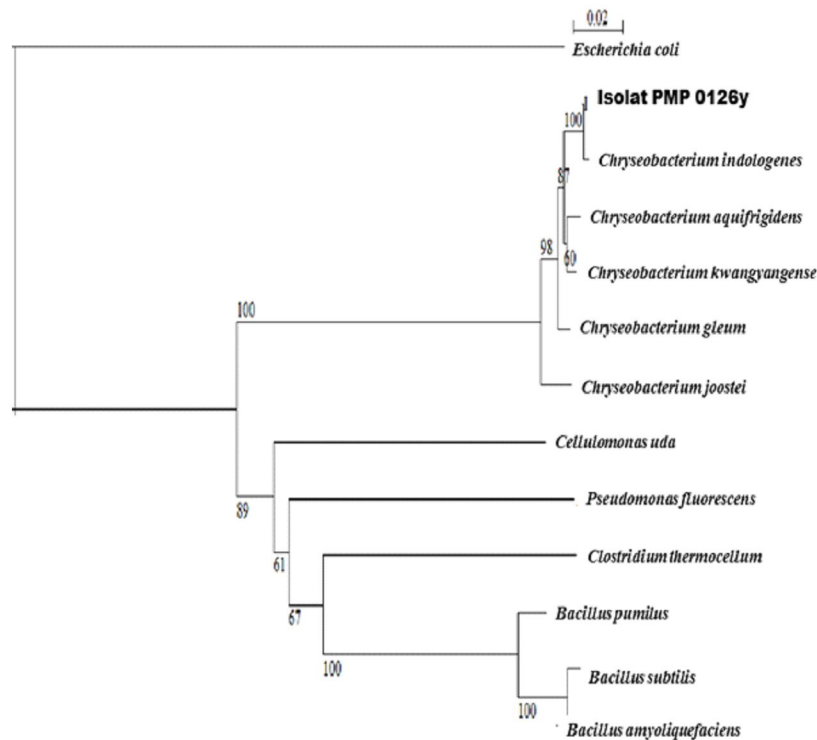 0.02
Escherichia coli
Isolat PMP 0126y
100
Chryseobacterium indologenes
87
Chryseobacterium aquifrigidens
98
60
Chryseobacterium kwangyangense
100
Chryseobacterium gleum
Chryseobacterium joostei
Cellulomonas uda
89
Pseudomonas fluorescens
61
Clostridium thermocellum
67
Bacillus pumilus
100
Bacillus subtilis
100
Bacillus amyoliquefaciens